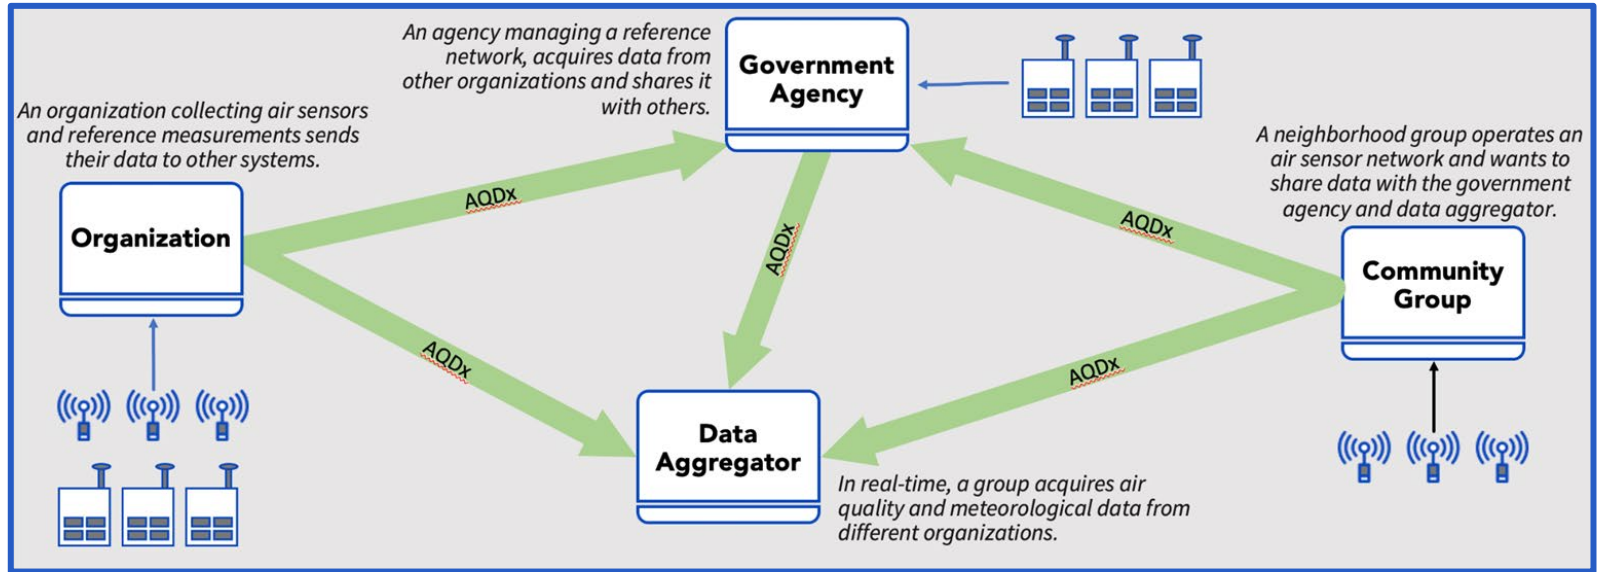 An agency managing a reference
network, acquires data from
other organizations and shares it
with others.
Government
Agency
An organization collecting air sensors
and reference measurements sends
their data to other systems.
Organization
A neighborhood group operates an
air sensor network and wants to
share data with the government
agency and data aggregator.
Community
Group
AQDx
AQDx
AQDx
AQDx
AQDx
Data
Aggregator
In real-time, a group acquires air
quality and meteorological data from
different organizations.